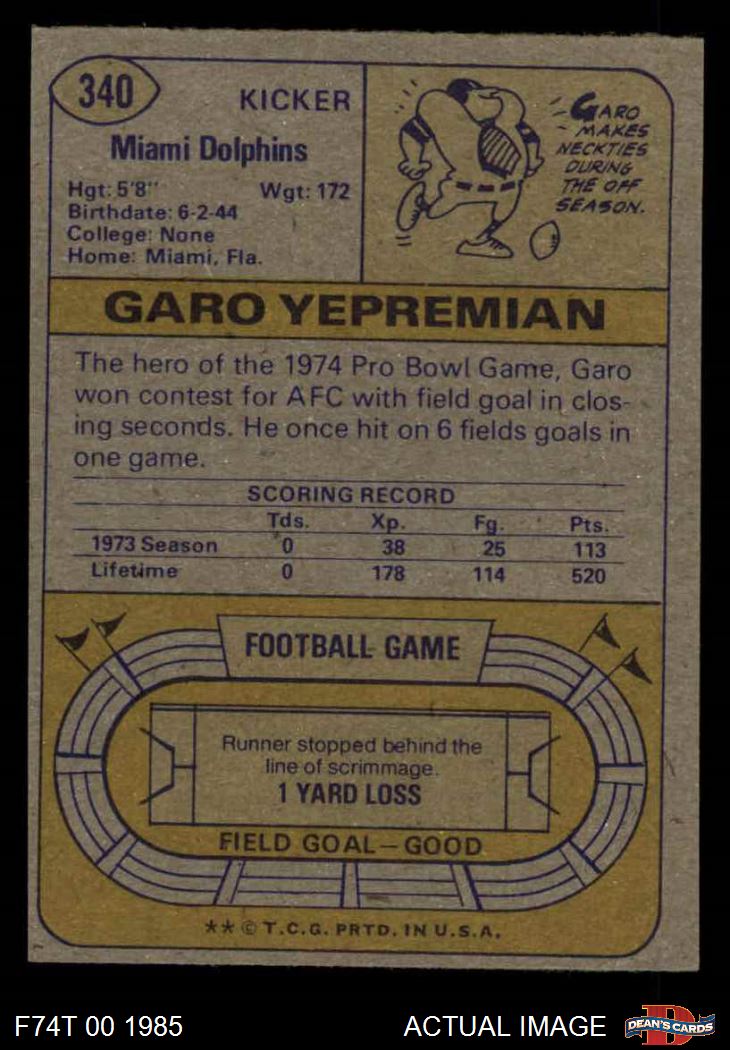 340
KICKER
Miami Dolphins
Hgt: 5'8" Wgt: 172
Birthdate: 6-2-44
College: None
Home: Miami, Fla.
GARO
MAKES
NECKTIES
DURING
THE OFF
SEASON.
GARO YEPREMIAN
The hero of the 1974 Pro Bowl Game, Garo
won contest for AFC with field goal in clos-
ing seconds. He once hit on 6 fields goals in
one game.
SCORING RECORD
Tds. Xp. Fg. Pts.
1973 Season 0 38 25 113
Lifetime 0 178 114 520
FOOTBALL GAME
Runner stopped behind the
line of scrimmage.
1 YARD LOSS
FIELD GOAL—GOOD
** © T.C.G. PRTD. IN U.S.A.
F74T 00 1985 ACTUAL IMAGE
D
DEAN'S CARDS